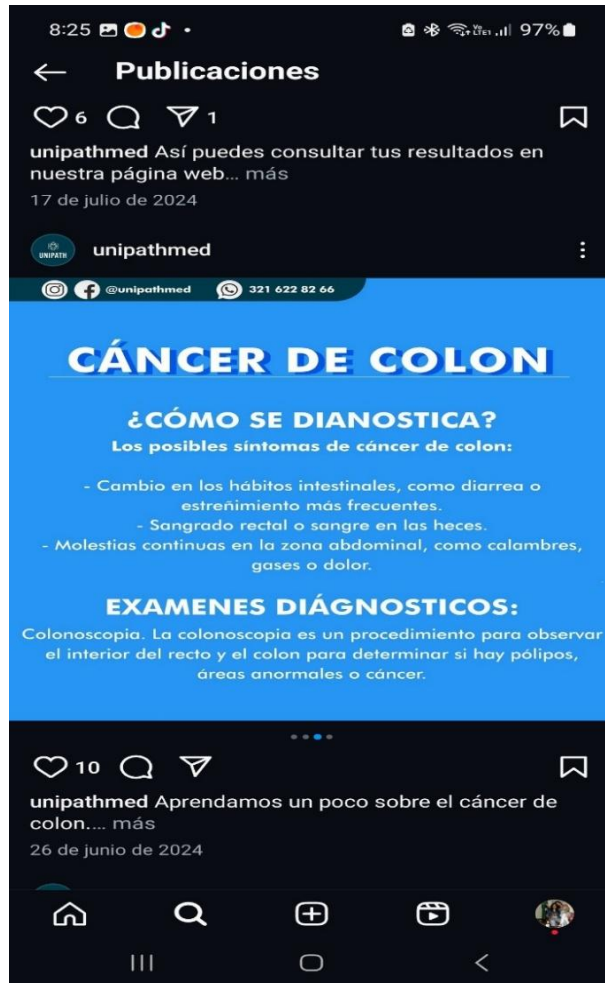 8:25
97%
Publicaciones
6 1
unipathmed Así puedes consultar tus resultados en
nuestra página web... más
17 de julio de 2024
UNIPATH
unipathmed
@unipathmed 321 622 82 66
CÁNCER DE COLON
¿CÓMO SE DIANOSTICA?
Los posibles síntomas de cáncer de colon:
- Cambio en los hábitos intestinales, como diarrea o
estreñimiento más frecuentes.
- Sangrado rectal o sangre en las heces.
- Molestias continuas en la zona abdominal, como calambres,
gases o dolor.
EXAMENES DIÁGNOSTICOS:
Colonoscopia. La colonoscopia es un procedimiento para observar
el interior del recto y el colon para determinar si hay pólipos,
áreas anormales o cáncer.
10
unipathmed Aprendamos un poco sobre el cáncer de
colon.... más
26 de junio de 2024